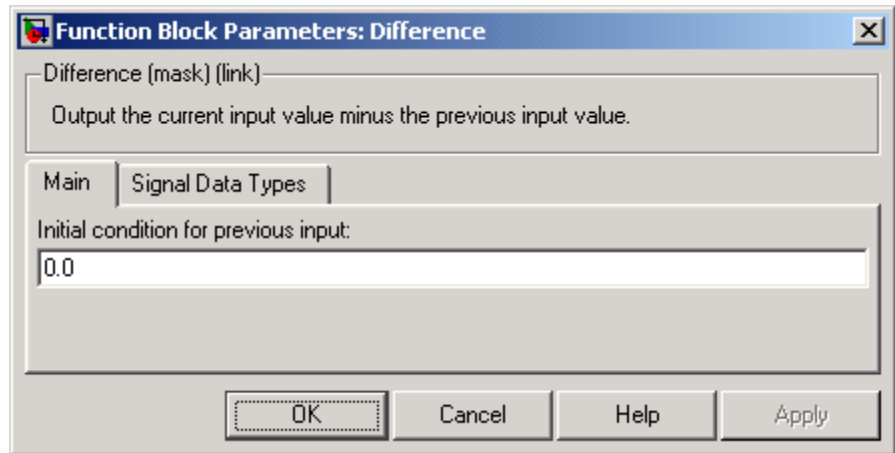 Function Block Parameters: Difference
Difference (mask) (link)
Output the current input value minus the previous input value.
Main Signal Data Types
Initial condition for previous input:
0.0
OK Cancel Help Apply